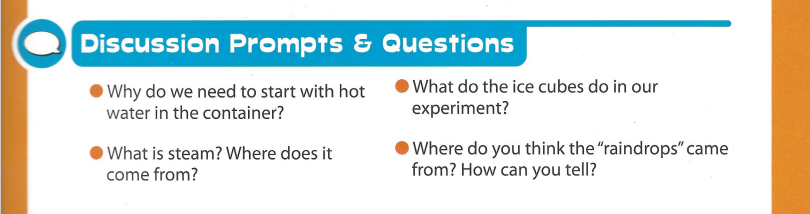 Discussion Prompts & Questions
Why do we need to start with hot
water in the container?
What is steam? Where does it
come from?
What do the ice cubes do in our
experiment?
Where do you think the “raindrops” came
from? How can you tell?